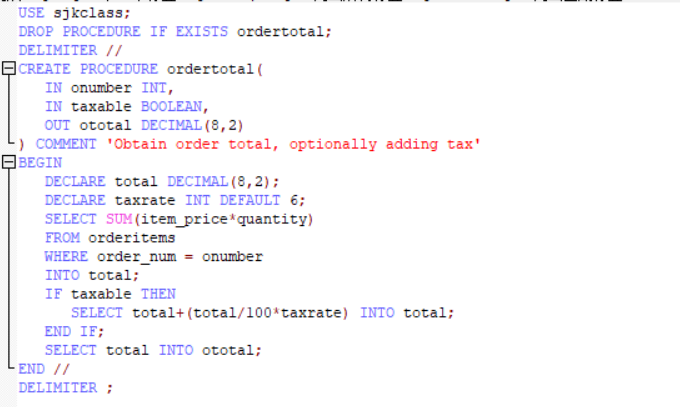 USE sjkclass;
DROP PROCEDURE IF EXISTS ordertotal;
DELIMITER //
CREATE PROCEDURE ordertotal(
IN onumber INT,
IN taxable BOOLEAN,
OUT ototal DECIMAL(8,2)
) COMMENT 'Obtain order total, optionally adding tax'
BEGIN
DECLARE total DECIMAL(8,2);
DECLARE taxrate INT DEFAULT 6;
SELECT SUM(item_price*quantity)
FROM orderitems
WHERE order_num = onumber
INTO total;
IF taxable THEN
SELECT total+(total/100*taxrate) INTO total;
END IF;
SELECT total INTO ototal;
END //
DELIMITER ;